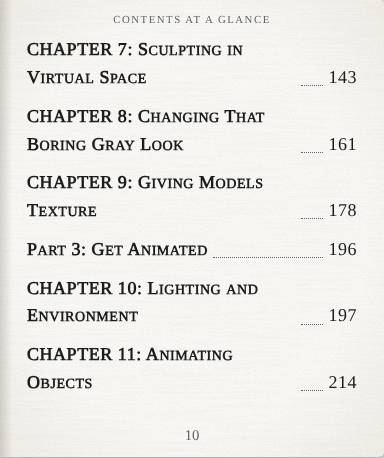 CONTENTS AT A GLANCE
CHAPTER 7: SCULPTING IN
VIRTUAL SPACE 143
CHAPTER 8: CHANGING THAT
BORING GRAY LOOK 161
CHAPTER 9: GIVING MODELS
TEXTURE 178
PART 3: GET ANIMATED 196
CHAPTER 10: LIGHTING AND
ENVIRONMENT 197
CHAPTER 11: ANIMATING
OBJECTS 214
10